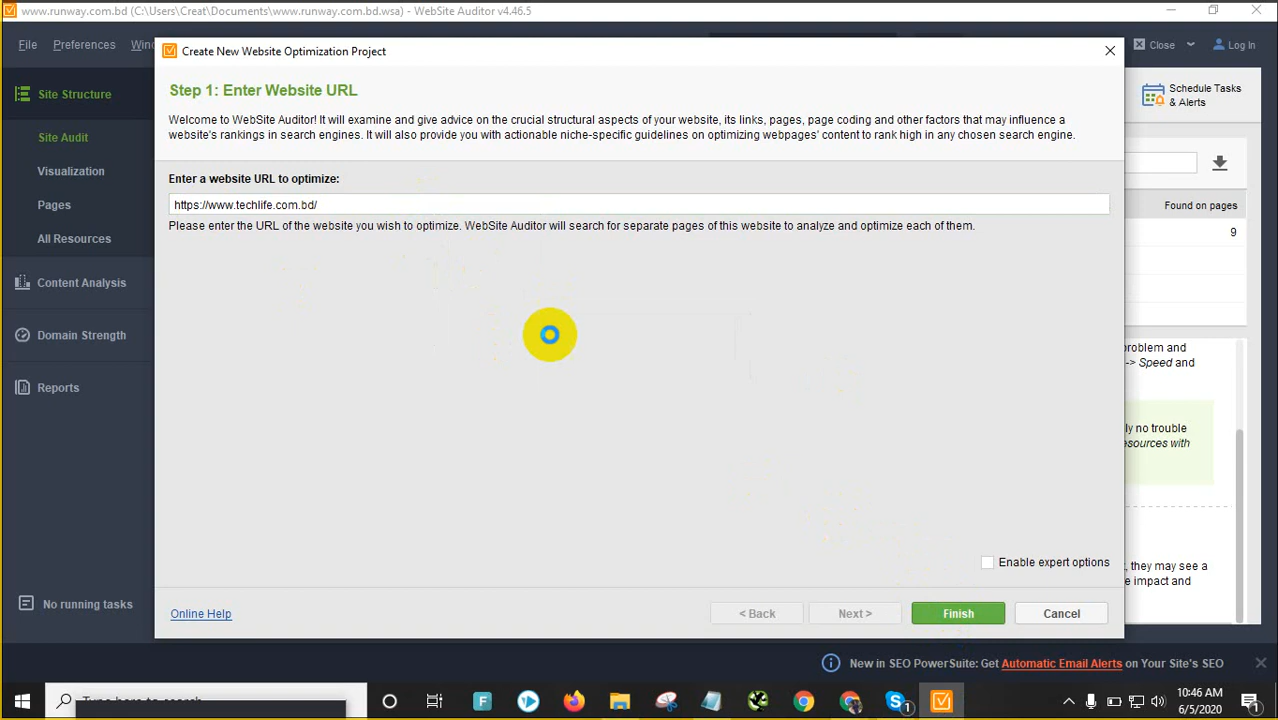 www.runway.com.bd (C:\Users\Creat\Documents\www.runway.com.bd.wsa) - WebSite Auditor v4.46.5
File Preferences Win
Close Log In
Create New Website Optimization Project
Step 1: Enter Website URL
Welcome to WebSite Auditor! It will examine and give advice on the crucial structural aspects of your website, its links, pages, page coding and other factors that may influence a
website's rankings in search engines. It will also provide you with actionable niche-specific guidelines on optimizing webpages' content to rank high in any chosen search engine.
Enter a website URL to optimize:
https://www.techlife.com.bd/
Please enter the URL of the website you wish to optimize. WebSite Auditor will search for separate pages of this website to analyze and optimize each of them.
Enable expert options
Online Help
< Back
Next >
Finish
Cancel
Site Structure
Site Audit
Visualization
Pages
All Resources
Content Analysis
Domain Strength
Reports
No running tasks
Schedule Tasks
& Alerts
Found on pages
9
problem and
-> Speed and
ly no trouble
esources with
t, they may see a
e impact and
New in SEO PowerSuite: Get Automatic Email Alerts on Your Site's SEO
Type here to search
F
S
1
10:46 AM
6/5/2020
1